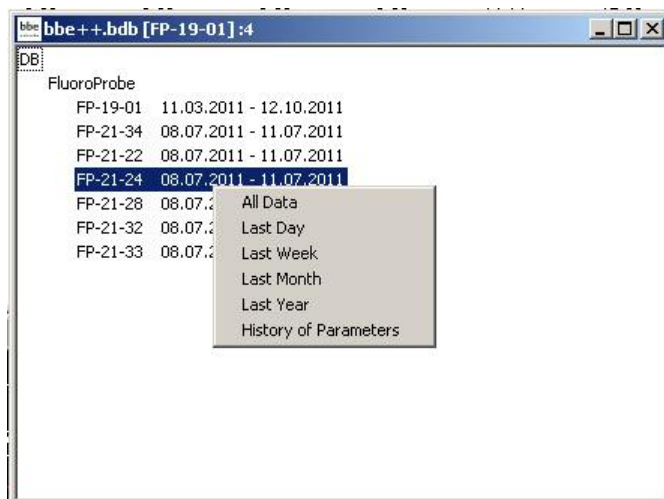 bbe bbe++.bdb [FP-19-01] :4
DB
FluoroProbe
FP-19-01 11.03.2011 - 12.10.2011
FP-21-34 08.07.2011 - 11.07.2011
FP-21-22 08.07.2011 - 11.07.2011
FP-21-24 08.07.2011 - 11.07.2011
FP-21-28 08.07.2
FP-21-32 08.07.2
FP-21-33 08.07.2
All Data
Last Day
Last Week
Last Month
Last Year
History of Parameters